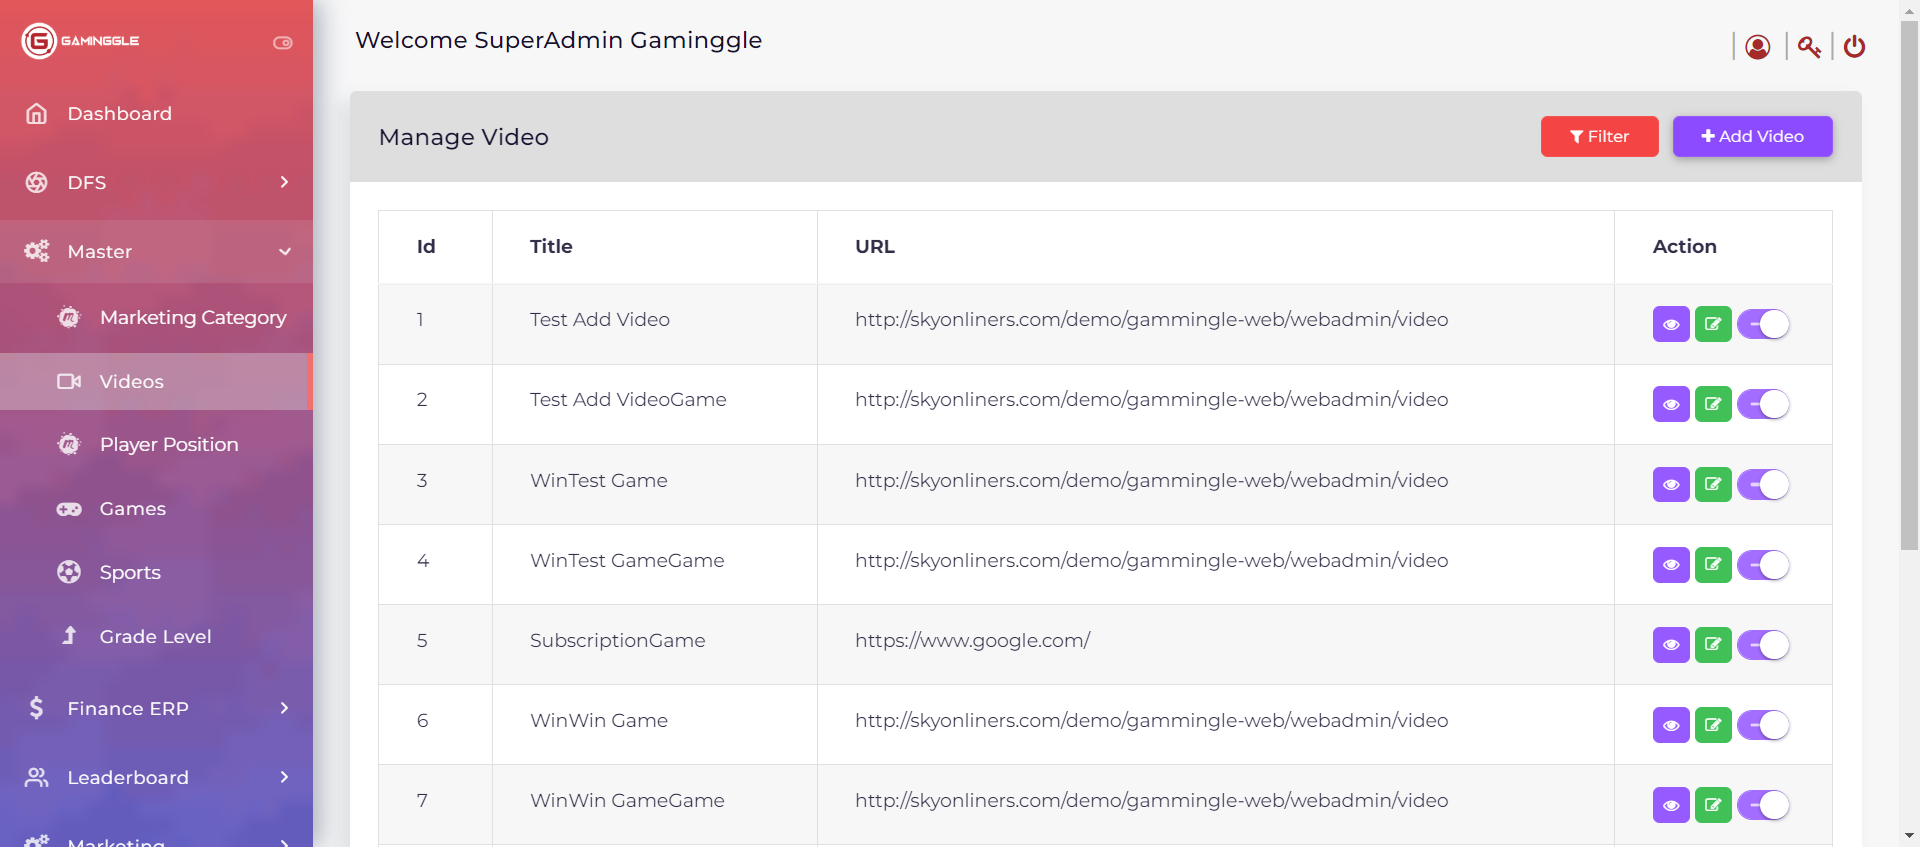 GAMINGGLE
Welcome SuperAdmin Gaminggle
Dashboard
DFS
Master
Marketing Category
Videos
Player Position
Games
Sports
Grade Level
Finance ERP
Leaderboard
Marketing
Manage Video
Filter
Add Video
Id Title URL Action
1 Test Add Video http://skyonliners.com/demo/gammingle-web/webadmin/video
2 Test Add VideoGame http://skyonliners.com/demo/gammingle-web/webadmin/video
3 WinTest Game http://skyonliners.com/demo/gammingle-web/webadmin/video
4 WinTest GameGame http://skyonliners.com/demo/gammingle-web/webadmin/video
5 SubscriptionGame https://www.google.com/
6 WinWin Game http://skyonliners.com/demo/gammingle-web/webadmin/video
7 WinWin GameGame http://skyonliners.com/demo/gammingle-web/webadmin/video